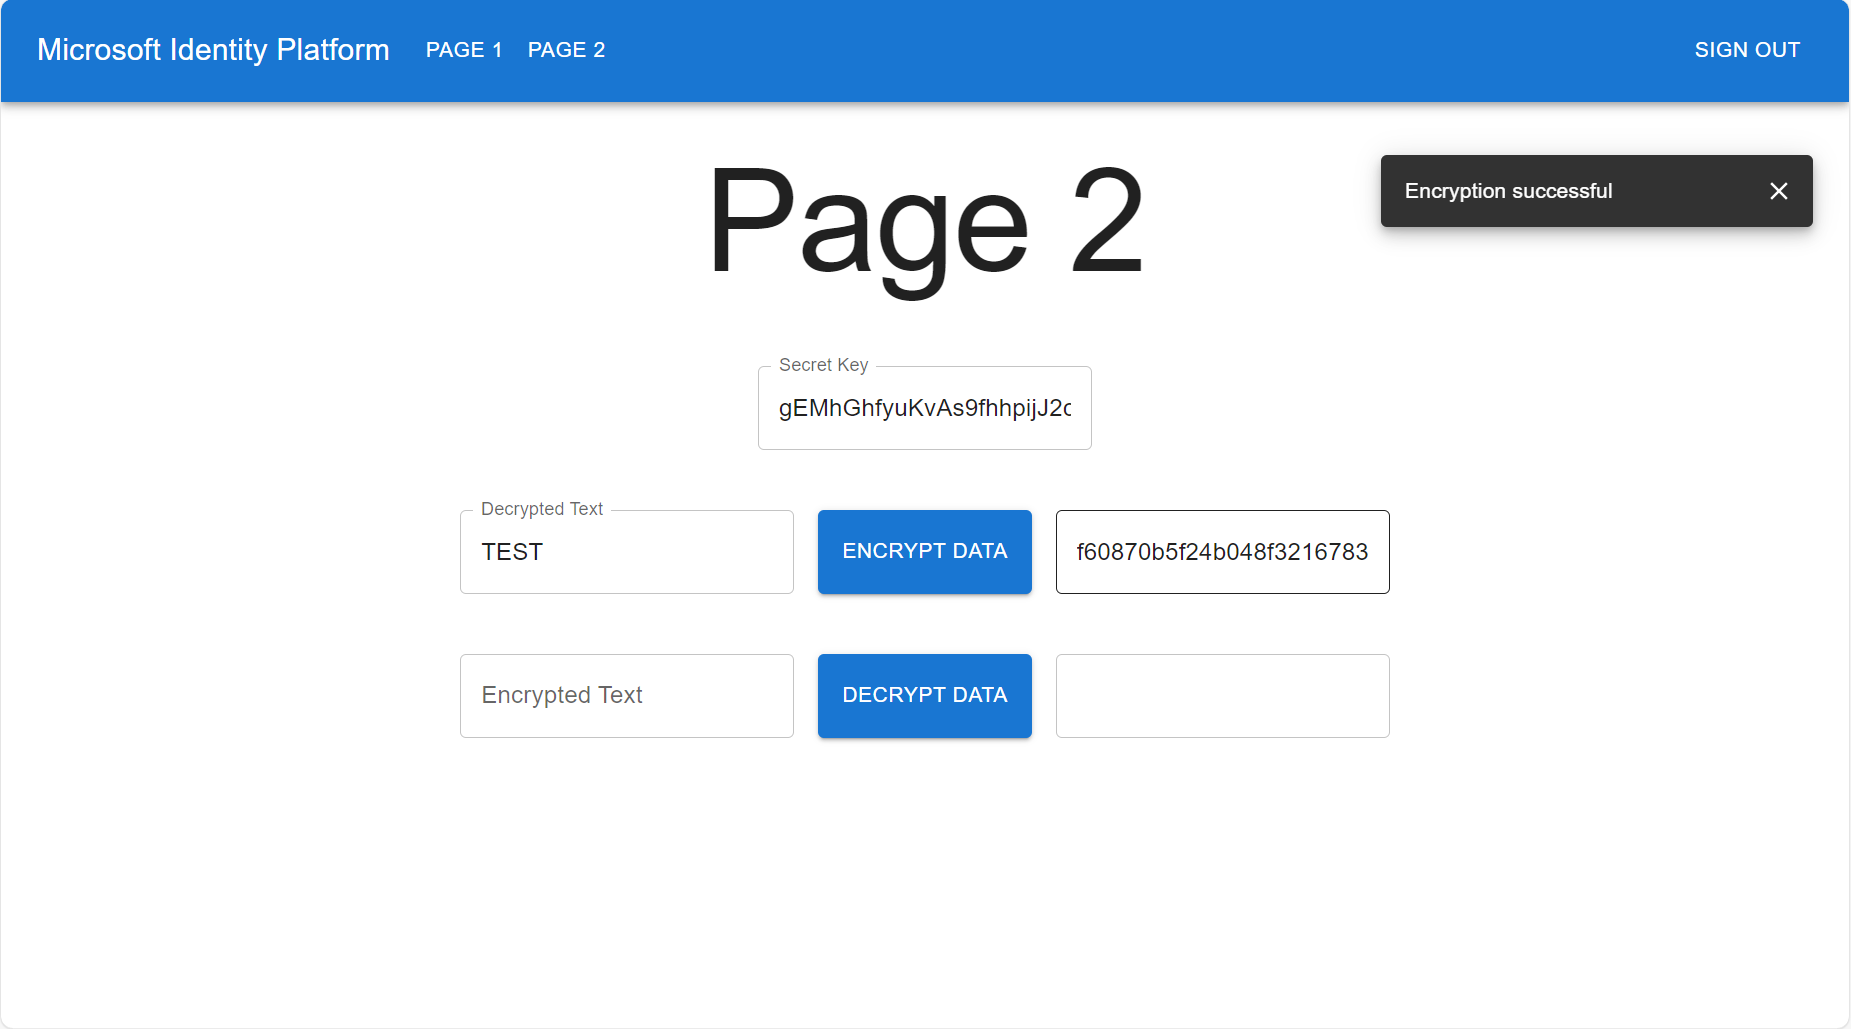 Microsoft Identity Platform PAGE 1 PAGE 2 SIGN OUT
Page 2
Encryption successful
Secret Key
gEMhGhfyuKvAs9fhhpijJ2c
Decrypted Text
TEST
ENCRYPT DATA
f60870b5f24b048f3216783
Encrypted Text
DECRYPT DATA